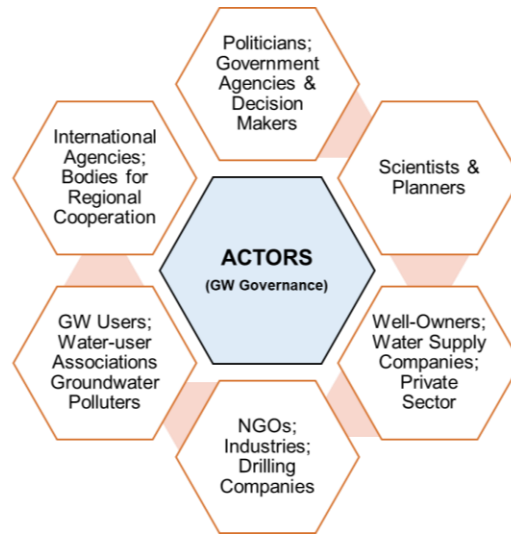 Politicians;
Government
Agencies &
Decision
Makers
International
Agencies;
Bodies for
Regional
Cooperation
Scientists &
Planners
ACTORS
(GW Governance)
GW Users;
Water-user
Associations
Groundwater
Polluters
Well-Owners;
Water Supply
Companies;
Private
Sector
NGOs;
Industries;
Drilling
Companies